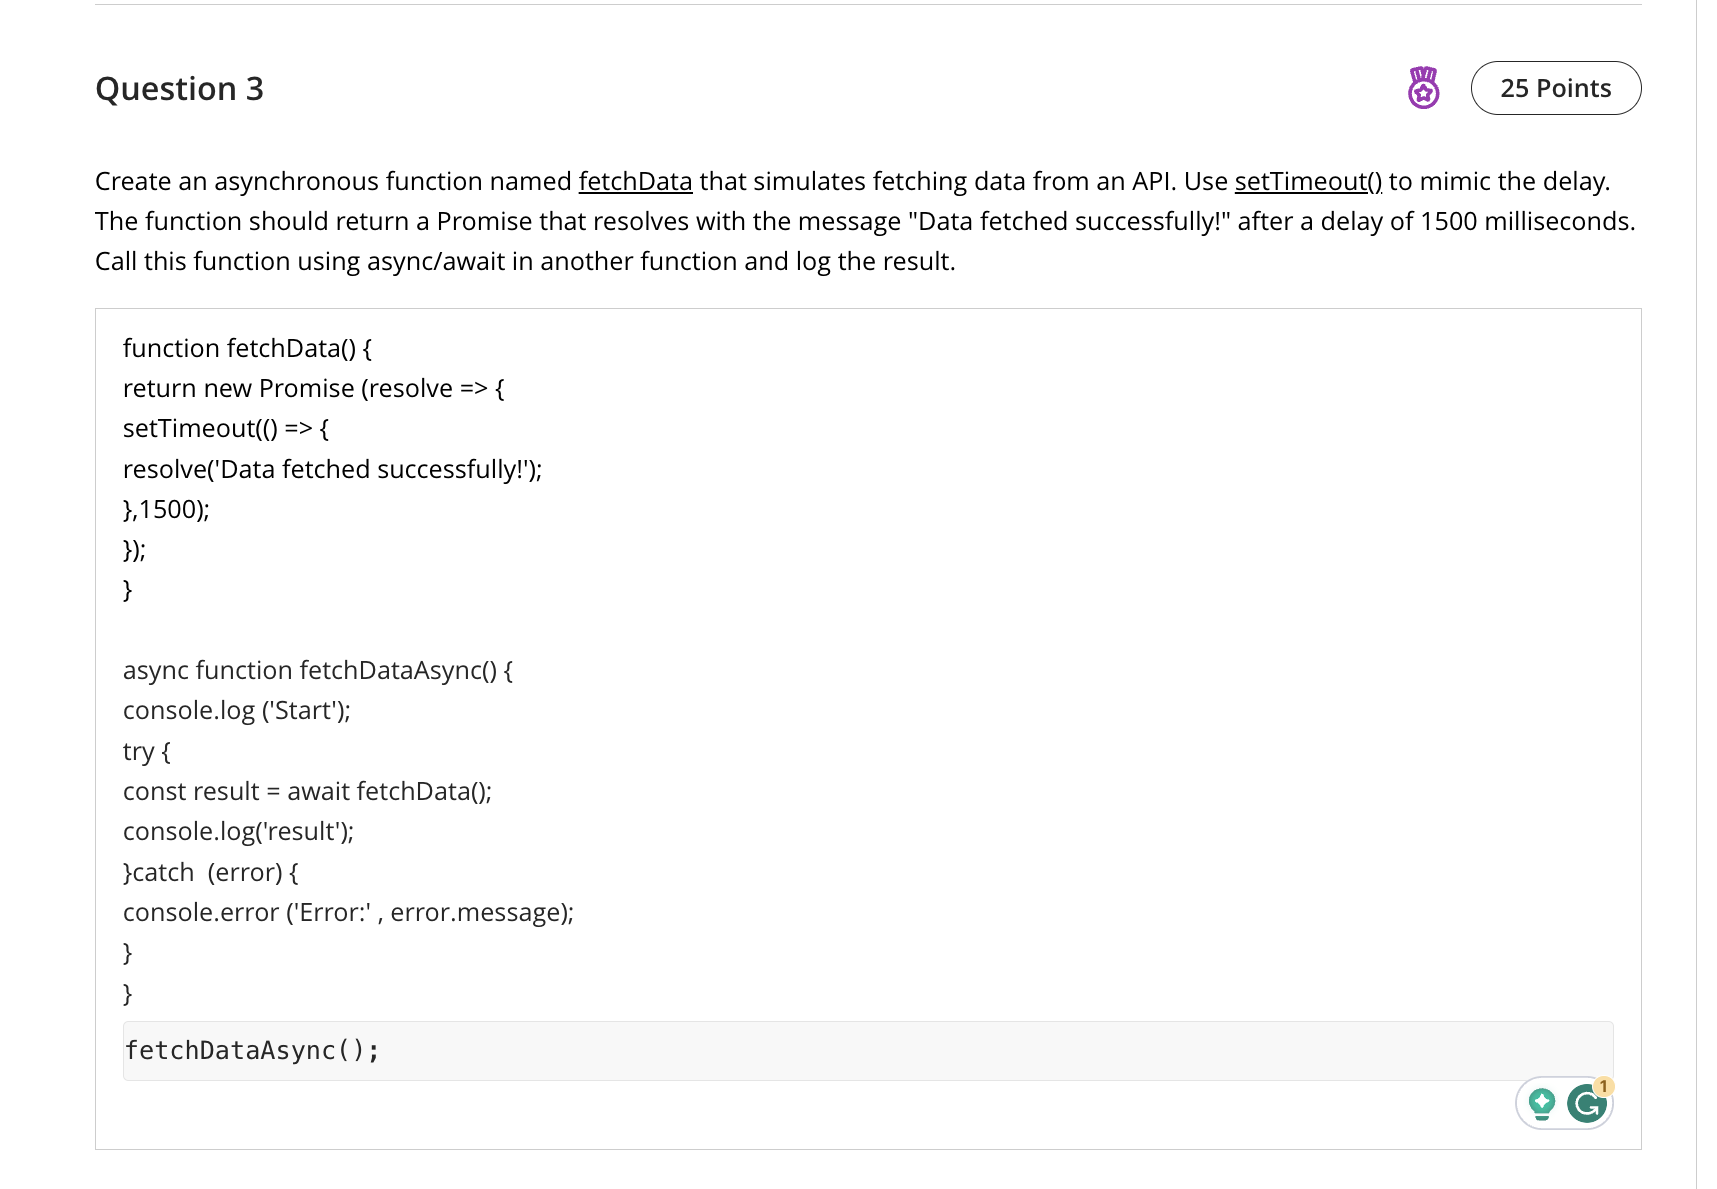 Question 3
25 Points
Create an asynchronous function named fetchData that simulates fetching data from an API. Use setTimeout() to mimic the delay.
The function should return a Promise that resolves with the message "Data fetched successfully!" after a delay of 1500 milliseconds.
Call this function using async/await in another function and log the result.
function fetchData() {
return new Promise (resolve => {
setTimeout(() => {
resolve('Data fetched successfully!');
},1500);
});
}
async function fetchDataAsync() {
console.log ('Start');
try {
const result = await fetchData();
console.log('result');
}catch  (error) {
console.error ('Error:' , error.message);
}
}
fetchDataAsync();
1